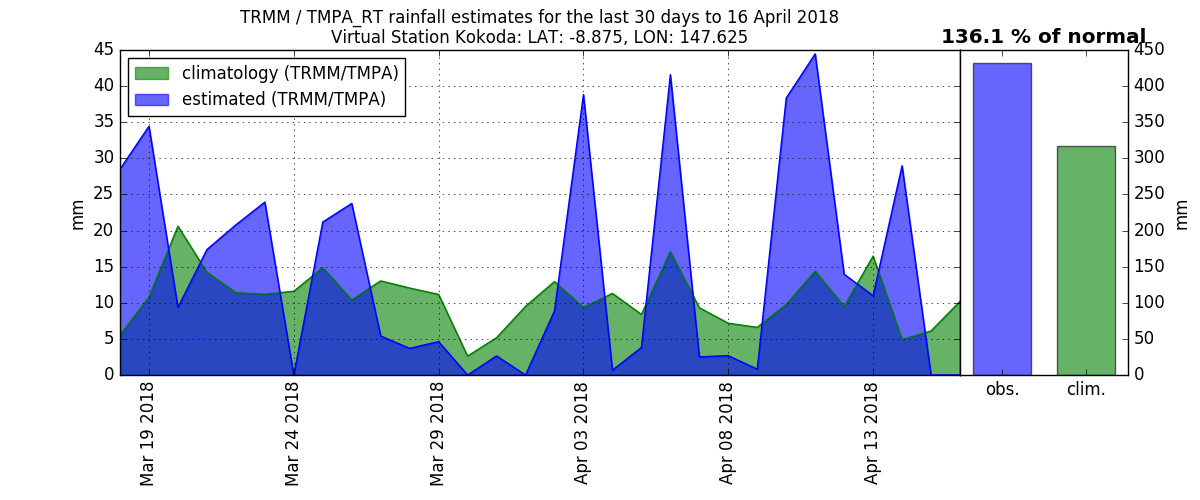 TRMM / TMPA_RT rainfall estimates for the last 30 days to 16 April 2018
Virtual Station Kokoda: LAT: -8.875, LON: 147.625
136.1 % of normal
climatology (TRMM/TMPA)
estimated (TRMM/TMPA)
mm
45
40
35
30
25
20
15
10
5
0
Mar 19 2018
Mar 24 2018
Mar 29 2018
Apr 03 2018
Apr 08 2018
Apr 13 2018
obs.
clim.
450
400
350
300
250
200
150
100
50
0
mm